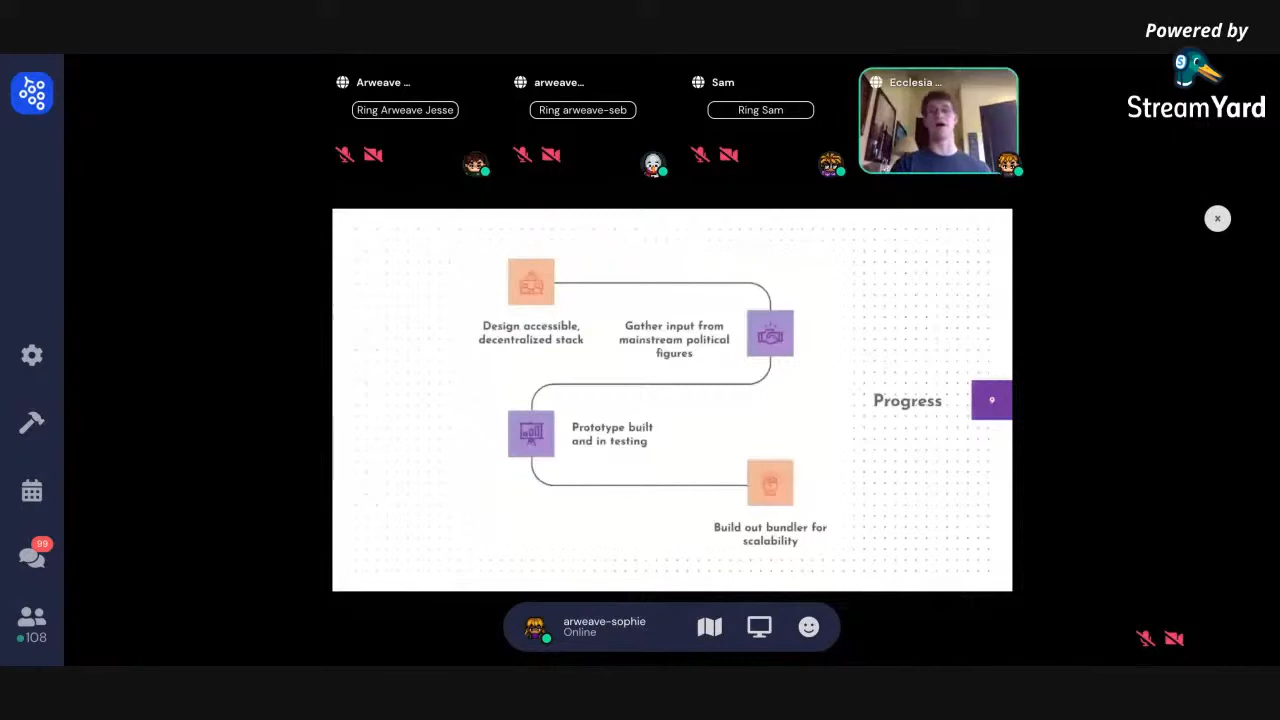 Powered by
StreamYard
Arweave ...
arweave...
Sam
Ecclesia ...
Ring Arweave Jesse
Ring arweave-seb
Ring Sam
×
Design accessible,
decentralized stack
Gather input from
mainstream political
figures
Progress
9
Prototype built
and in testing
Build out bundler for
scalability
99
108
arweave-sophie
Online